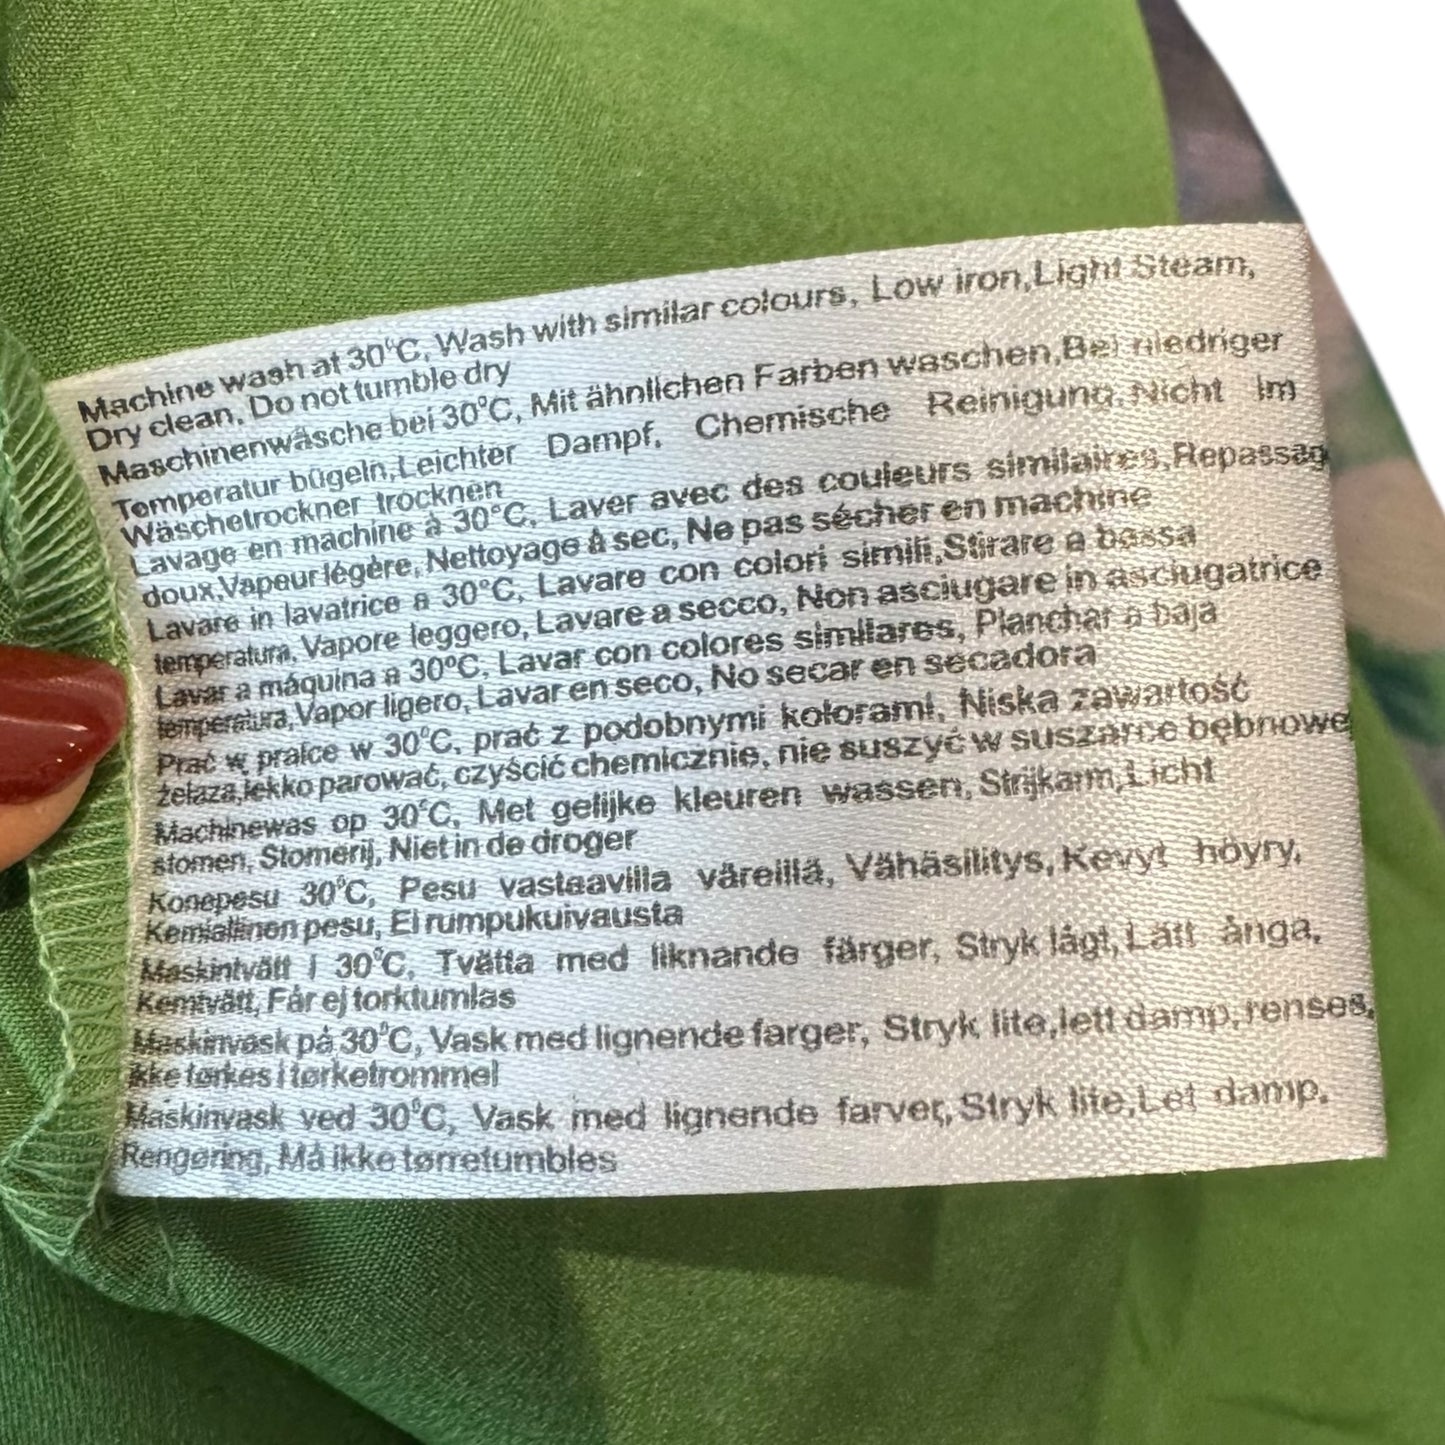 Machine wash at 30°C, Wash with similar colours, Low iron,Light Steam,
Dry clean, Do not tumble dry
Maschinenwäsche bei 30°C, Mit ähnlichen Farben waschen,Bei niedriger
Temperatur bügeln,Leichter Dampf, Chemische Reinigung,Nicht im
Wäschetrockner trocknen
Lavage en machine à 30°C, Laver avec des couleurs similaires,Repassag
doux,Vapeur légère, Nettoyage à sec, Ne pas sécher en machine
Lavare in lavatrice a 30°C, Lavare con colori simili,Stirare a bassa
temperatura, Vapore leggero, Lavare a secco, Non asciugare in asciugatrice
Lavar a máquina a 30°C, Lavar con colores similares, Planchar a baja
temperatura,Vapor ligero, Lavar en seco, No secar en secadora
Prać w pralce w 30°C, prać z podobnymi kolorami, Niska zawartość
żelaza,lekko parować, czyścić chemicznie, nie suszyć w suszarce bębnowe
Machinewas op 30°C, Met gelijke kleuren wassen, Strijkarm,Licht
stomen, Stomerij, Niet in de droger
Konepesu 30°C, Pesu vastaavilla väreillä, Vähäsilitys, Kevyt höyry,
Kemiallinen pesu, Ei rumpukuivausta
Maskintvätt i 30°C, Tvätta med liknande färger, Stryk lågt, Lätt ånga,
Kemtvätt, Får ej torktumlas
Maskinvask på 30°C, Vask med lignende farger, Stryk lite,lett damp,renses,
ikke tørkes i tørketrommel
Maskinvask ved 30°C, Vask med lignende farver, Stryk lite,Let damp,
Rengøring, Må ikke tørretumbles